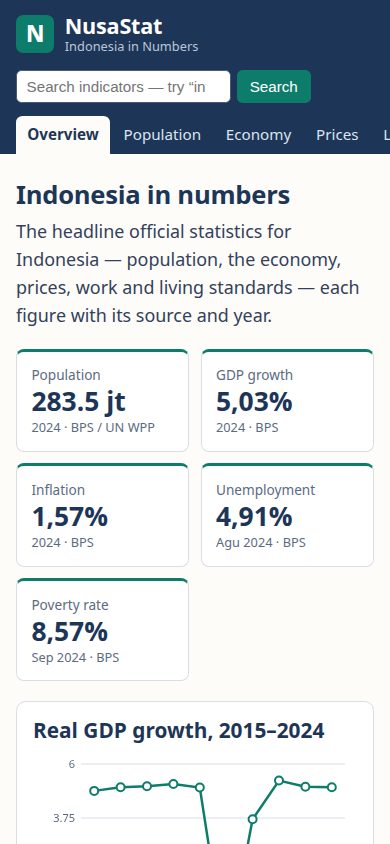 N
NusaStat
Indonesia in Numbers
Search indicators — try “in
Search
Overview Population Economy Prices
Indonesia in numbers
The headline official statistics for
Indonesia — population, the economy,
prices, work and living standards — each
figure with its source and year.
Population
283.5 jt
2024 · BPS / UN WPP
GDP growth
5,03%
2024 · BPS
Inflation
1,57%
2024 · BPS
Unemployment
4,91%
Agu 2024 · BPS
Poverty rate
8,57%
Sep 2024 · BPS
Real GDP growth, 2015–2024
6
3.75